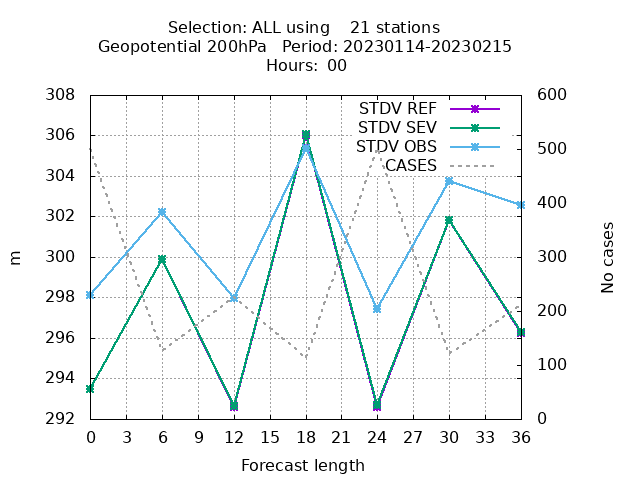 Selection: ALL using    21 stations
Geopotential 200hPa   Period: 20230114-20230215
Hours:  00
308 600
STDV REF
306 STDV SEV
STDV OBS 500
304 CASES
302 400
m 300 300 No cases
298 200
296
294 100
292 0
0 3 6 9 12 15 18 21 24 27 30 33 36
Forecast length